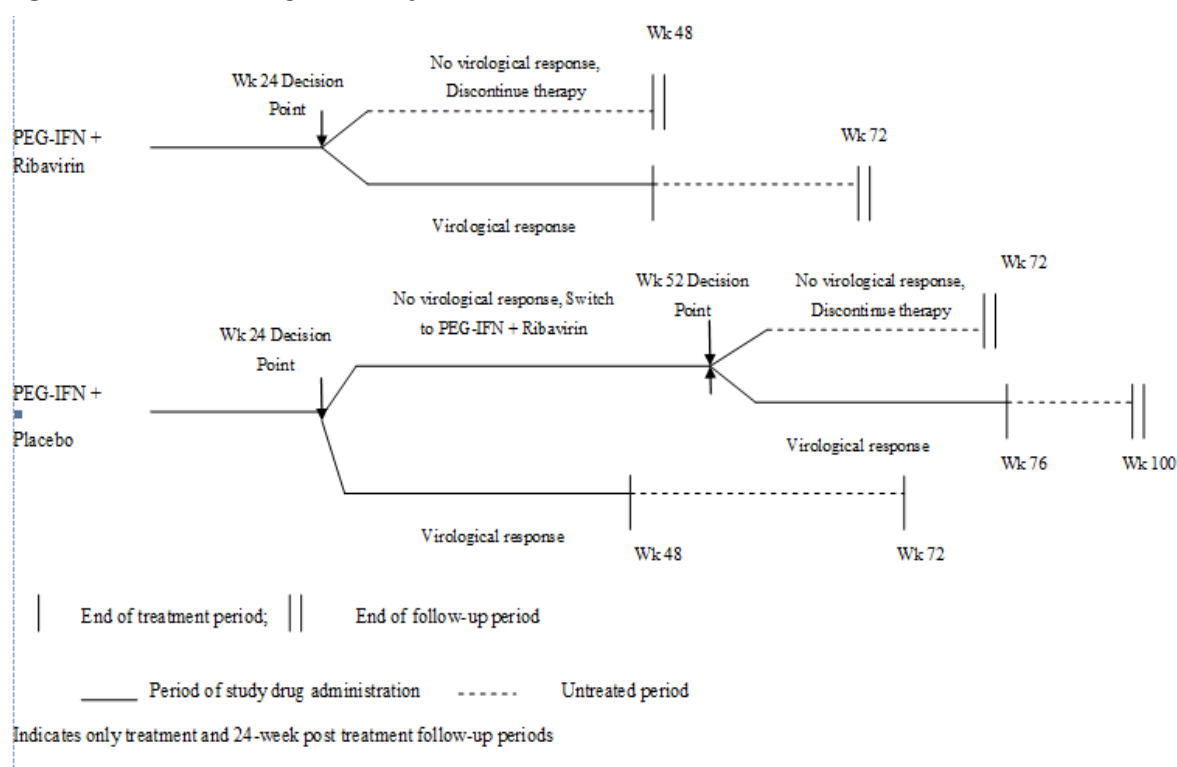 Wk 48
No virological response,
Discontinue therapy
Wk 24 Decision
Point
PEG-IFN +
Ribavirin
Wk 72
Virological response
Wk 72
Wk 52 Decision
Point
No virological response,
Discontinue therapy
No virological response, Switch
to PEG-IFN + Ribavirin
Wk 24 Decision
Point
PEG-IFN +
Placebo
Virological response
Wk 76
Wk 100
Virological response
Wk 48
Wk 72
End of treatment period;
End of follow-up period
Period of study drug administration
Untreated period
Indicates only treatment and 24-week post treatment follow-up periods